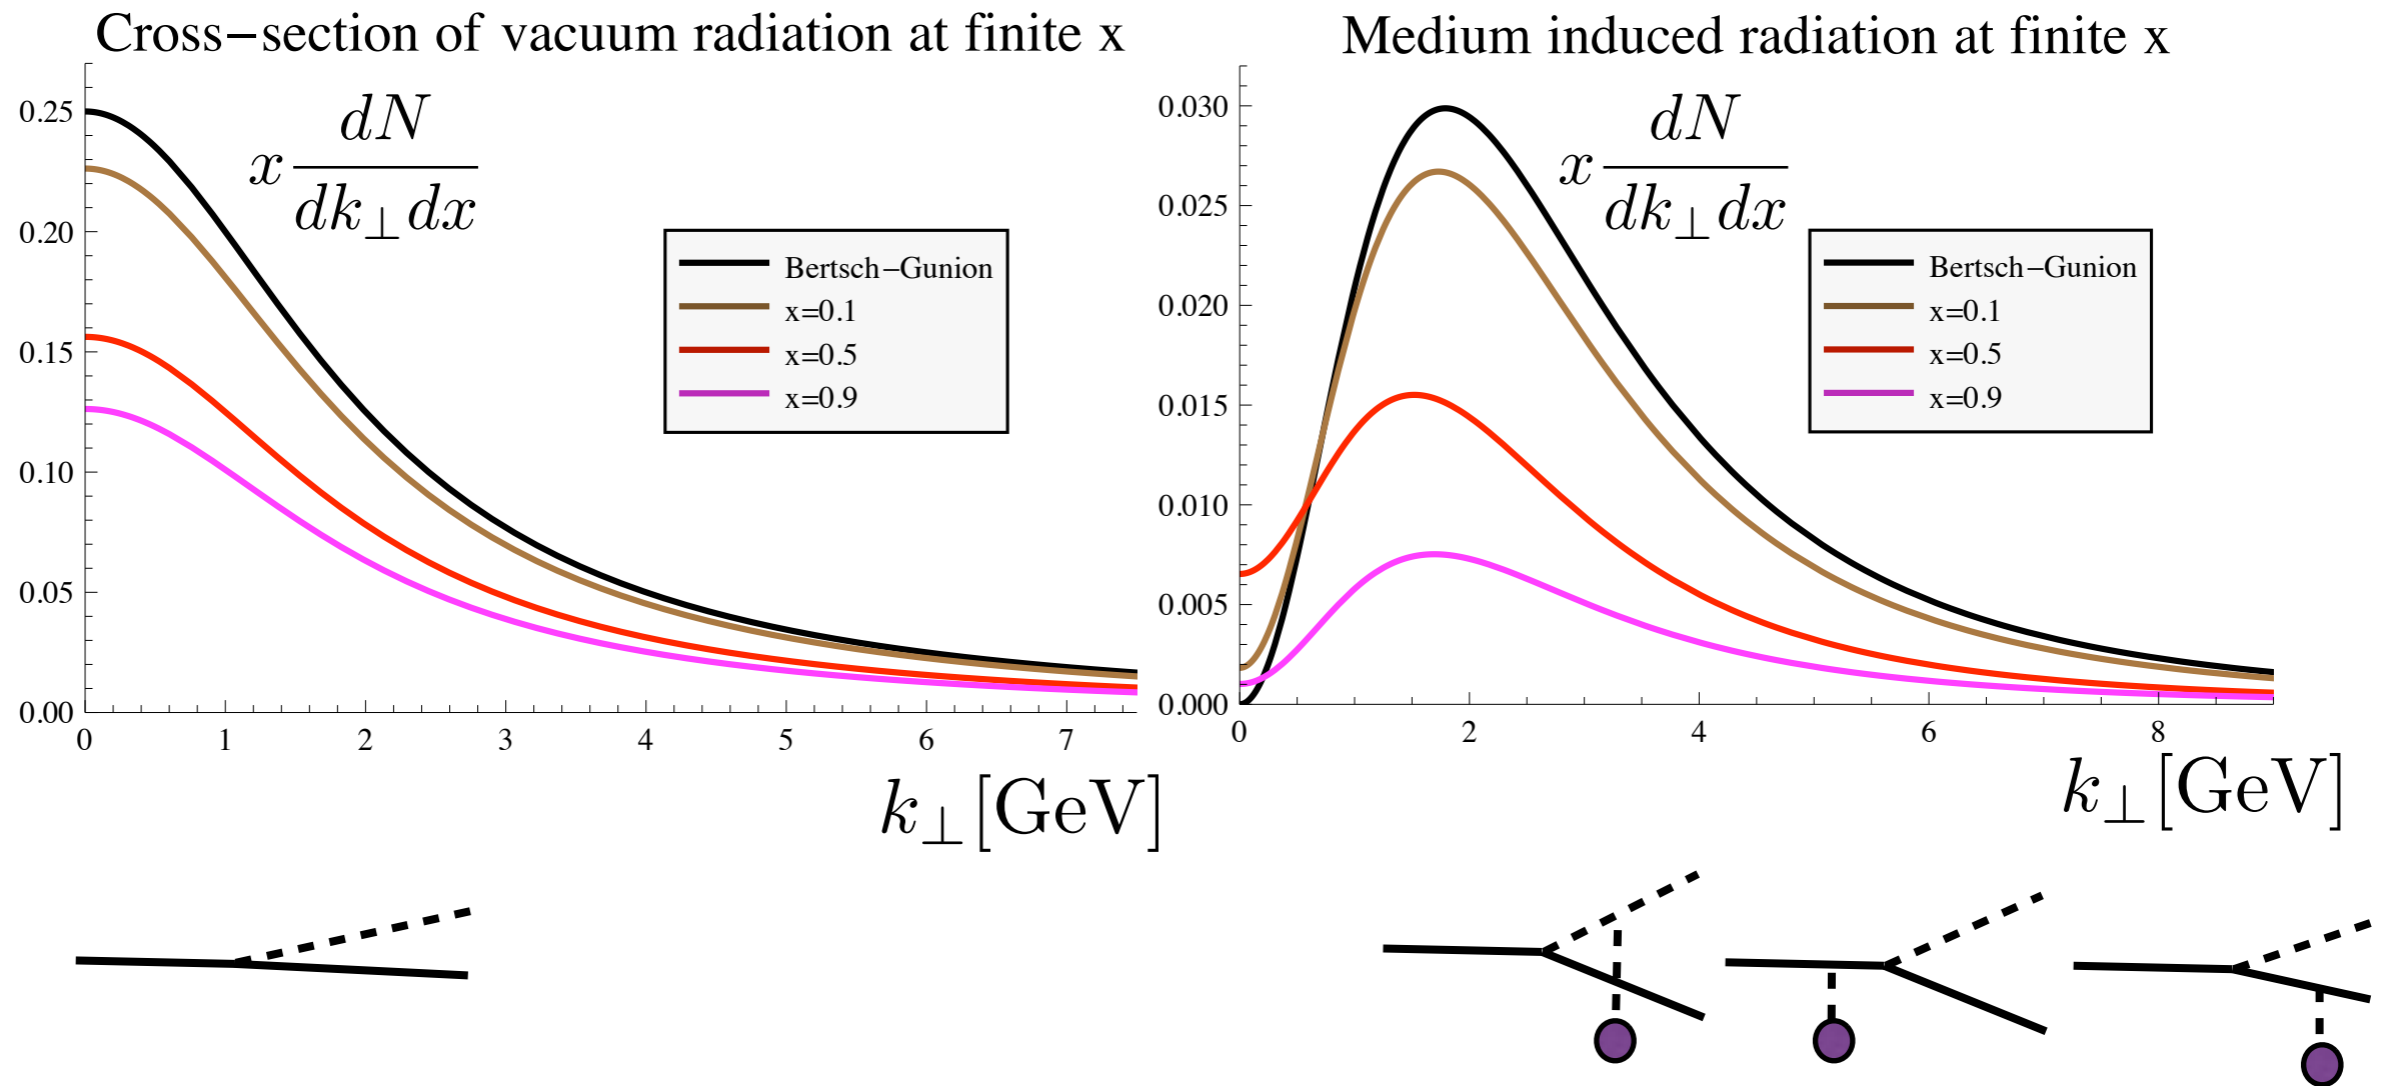 Cross−section of vacuum radiation at finite x
x dN / dk⊥dx
0.25
0.20
0.15
0.10
0.05
0.00
Bertsch−Gunion
x=0.1
x=0.5
x=0.9
0 1 2 3 4 5 6 7
k⊥[GeV]
Medium induced radiation at finite x
x dN / dk⊥dx
0.030
0.025
0.020
0.015
0.010
0.005
0.000
Bertsch−Gunion
x=0.1
x=0.5
x=0.9
0 2 4 6 8
k⊥[GeV]